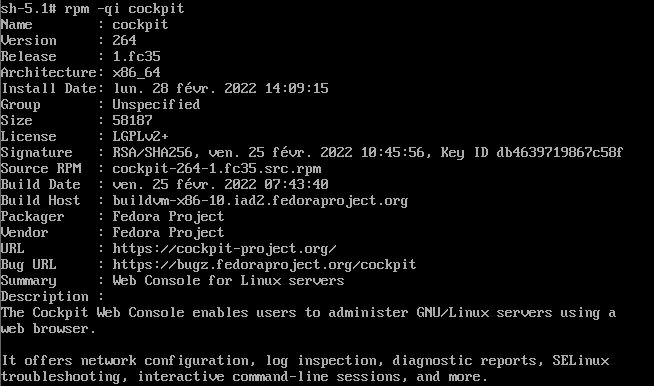 sh-5.1# rpm -qi cockpit
Name        : cockpit
Version     : 264
Release     : 1.fc35
Architecture: x86_64
Install Date: lun. 28 févr. 2022 14:09:15
Group       : Unspecified
Size        : 58187
License     : LGPLv2+
Signature   : RSA/SHA256, ven. 25 févr. 2022 10:45:56, Key ID db4639719867c58f
Source RPM  : cockpit-264-1.fc35.src.rpm
Build Date  : ven. 25 févr. 2022 07:43:40
Build Host  : buildvm-x86-10.iad2.fedoraproject.org
Packager    : Fedora Project
Vendor      : Fedora Project
URL         : https://cockpit-project.org/
Bug URL     : https://bugz.fedoraproject.org/cockpit
Summary     : Web Console for Linux servers
Description :
The Cockpit Web Console enables users to administer GNU/Linux servers using a
web browser.

It offers network configuration, log inspection, diagnostic reports, SELinux
troubleshooting, interactive command-line sessions, and more.